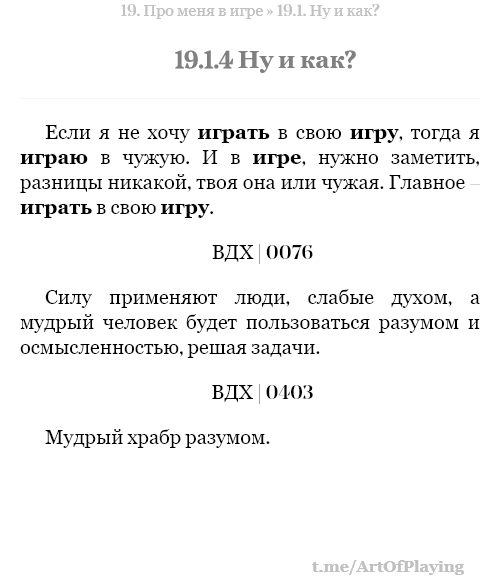 19. Про меня в игре » 19.1. Ну и как?
19.1.4 Ну и как?
Если я не хочу играть в свою игру, тогда я
играю в чужую. И в игре, нужно заметить,
разницы никакой, твоя она или чужая. Главное –
играть в свою игру.
ВДХ | 0076
Силу применяют люди, слабые духом, а
мудрый человек будет пользоваться разумом и
осмысленностью, решая задачи.
ВДХ | 0403
Мудрый храбр разумом.
t.me/ArtOfPlaying